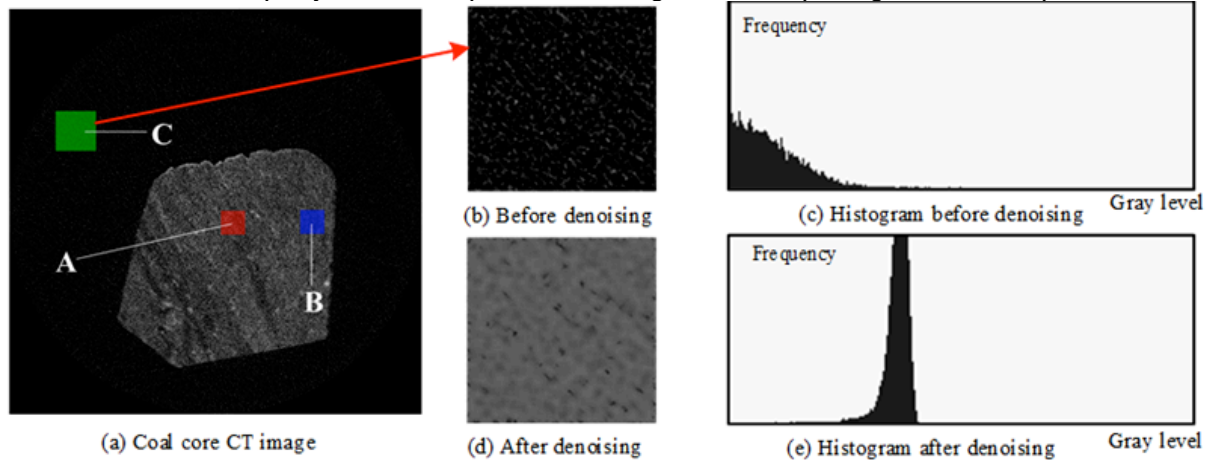 C
A
B
(a) Coal core CT image
(b) Before denoising
Frequency
Gray level
(c) Histogram before denoising
(d) After denoising
Frequency
(e) Histogram after denoising
Gray level